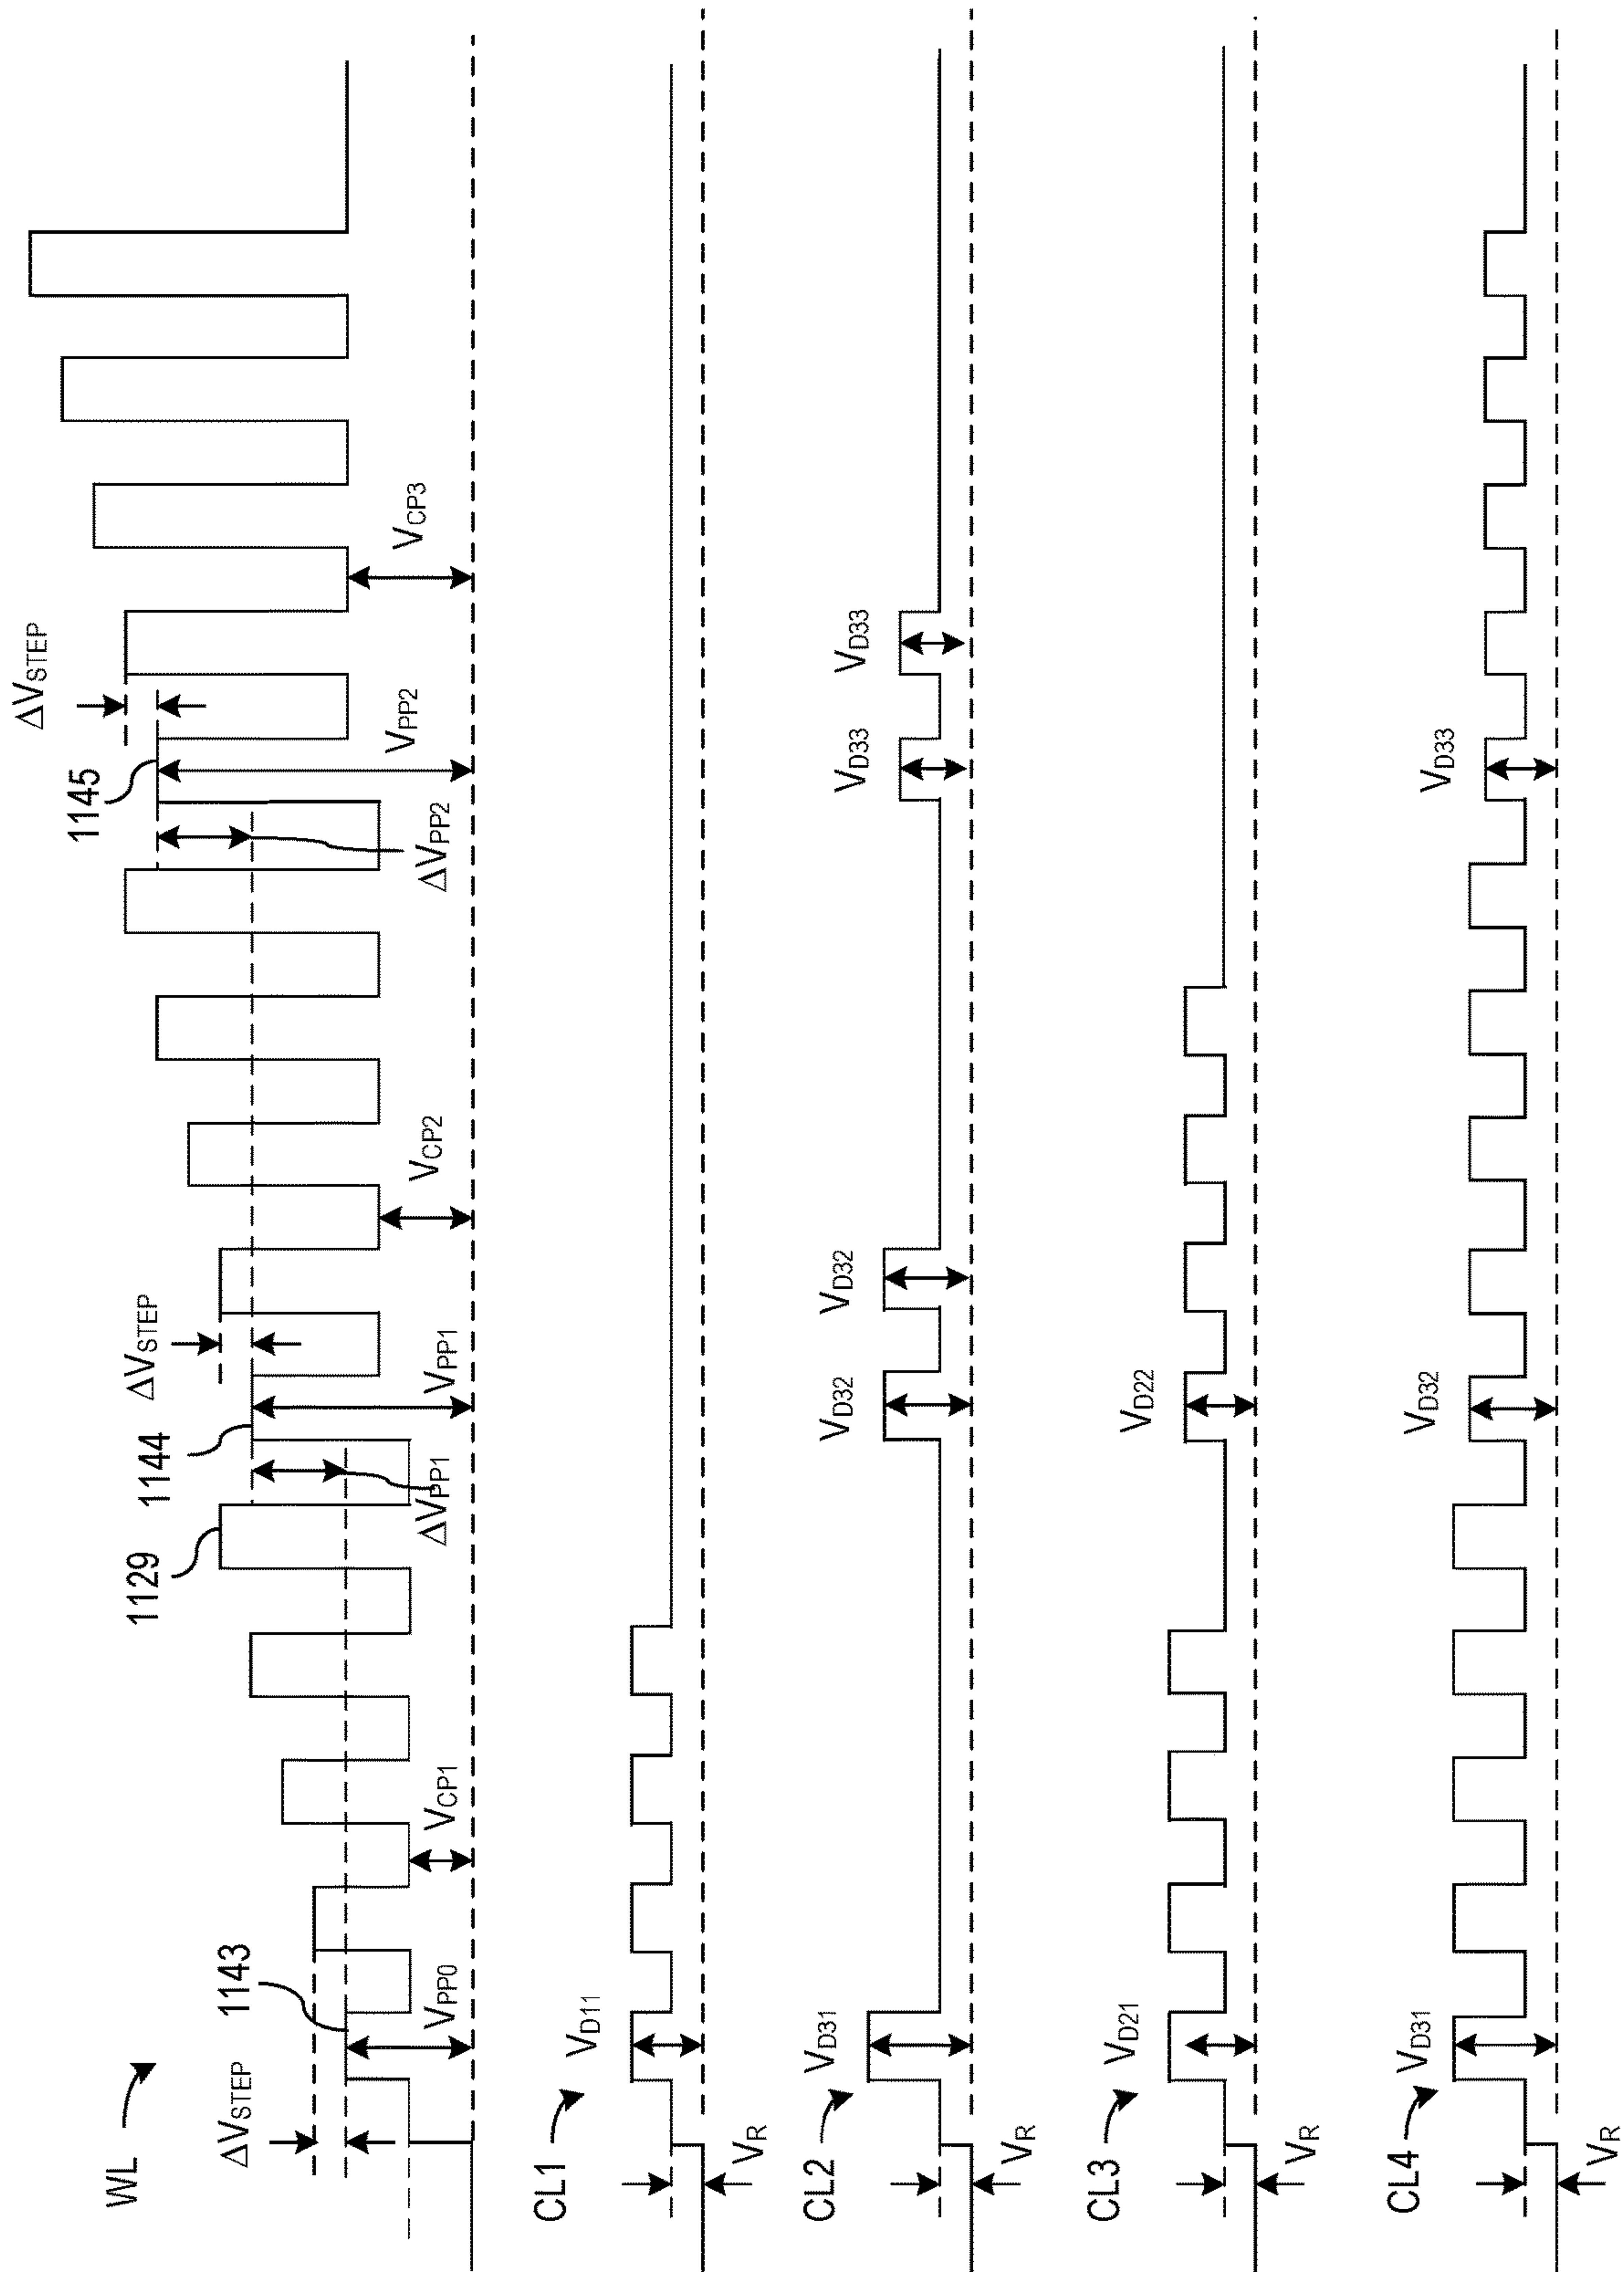 WL
ΔVSTEP
1143
VPP0
VCP1
1129
ΔVPP1
1144
VPP1
ΔVSTEP
VCP2
ΔVPP2
1145
VPP2
ΔVSTEP
VCP3
CL1
VR
VD11
CL2
VR
VD31
VD32
VD32
VD33
VD33
CL3
VR
VD21
VD22
CL4
VR
VD31
VD32
VD33